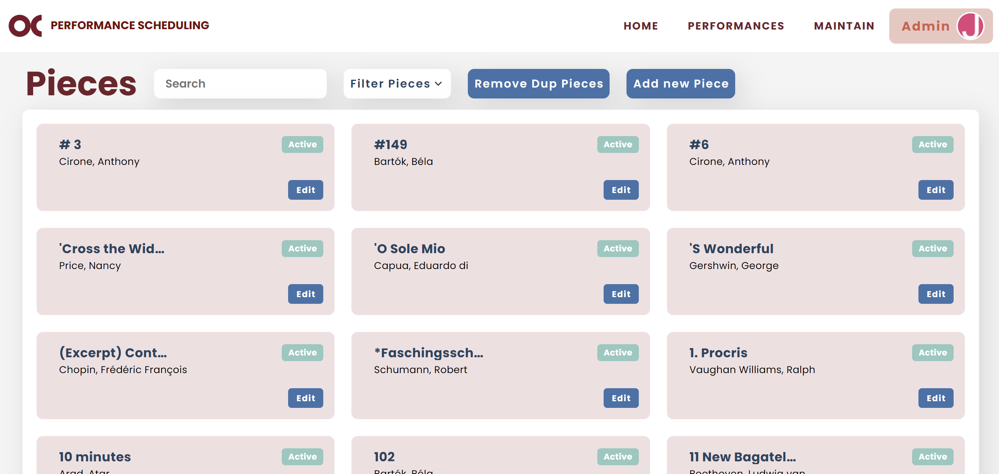 OC PERFORMANCE SCHEDULING
HOME PERFORMANCES MAINTAIN Admin J
Pieces Search Filter Pieces Remove Dup Pieces Add new Piece
# 3 Active
Cirone, Anthony
Edit
#149 Active
Bartók, Béla
Edit
#6 Active
Cirone, Anthony
Edit
'Cross the Wid... Active
Price, Nancy
Edit
'O Sole Mio Active
Capua, Eduardo di
Edit
'S Wonderful Active
Gershwin, George
Edit
(Excerpt) Cont... Active
Chopin, Frédéric François
Edit
*Faschingssch... Active
Schumann, Robert
Edit
1. Procris Active
Vaughan Williams, Ralph
Edit
10 minutes Active
Arad, Atar
102 Active
Bartók, Béla
11 New Bagatel... Active
Beethoven, Ludwig van